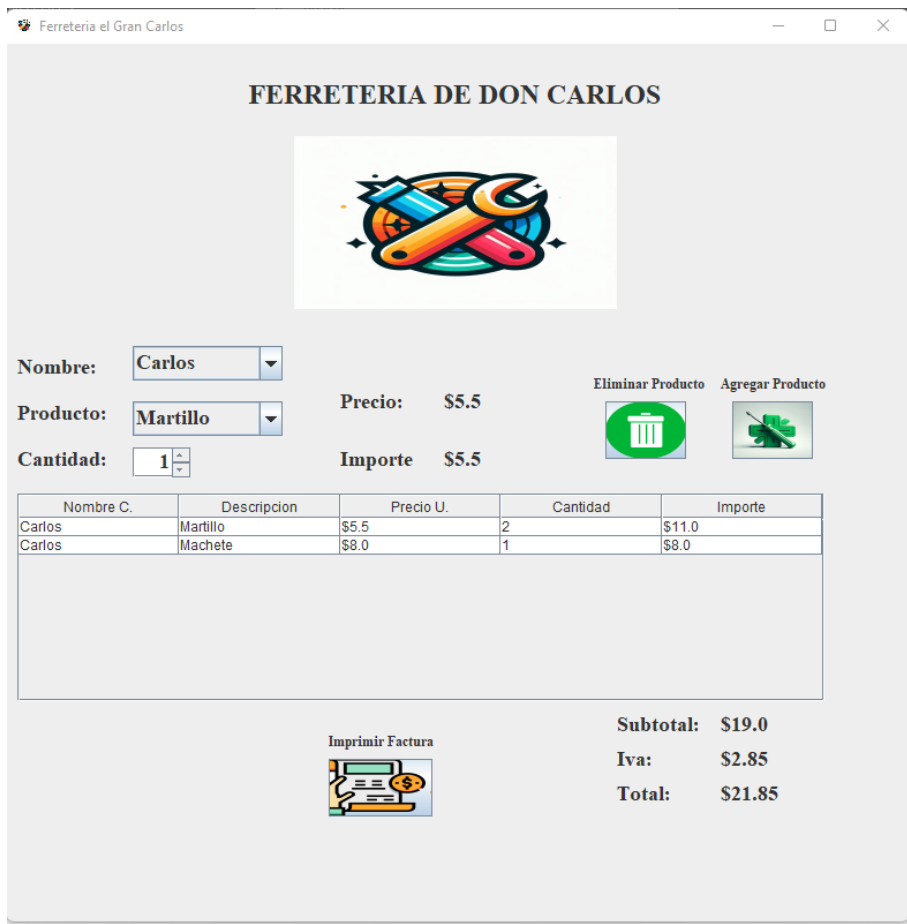 Ferreteria el Gran Carlos
FERRETERIA DE DON CARLOS
Nombre: Carlos
Producto: Martillo
Cantidad: 1
Precio: $5.5
Importe $5.5
Eliminar Producto Agregar Producto
Nombre C. Descripcion Precio U. Cantidad Importe
Carlos Martillo $5.5 2 $11.0
Carlos Machete $8.0 1 $8.0
Imprimir Factura
Subtotal: $19.0
Iva: $2.85
Total: $21.85